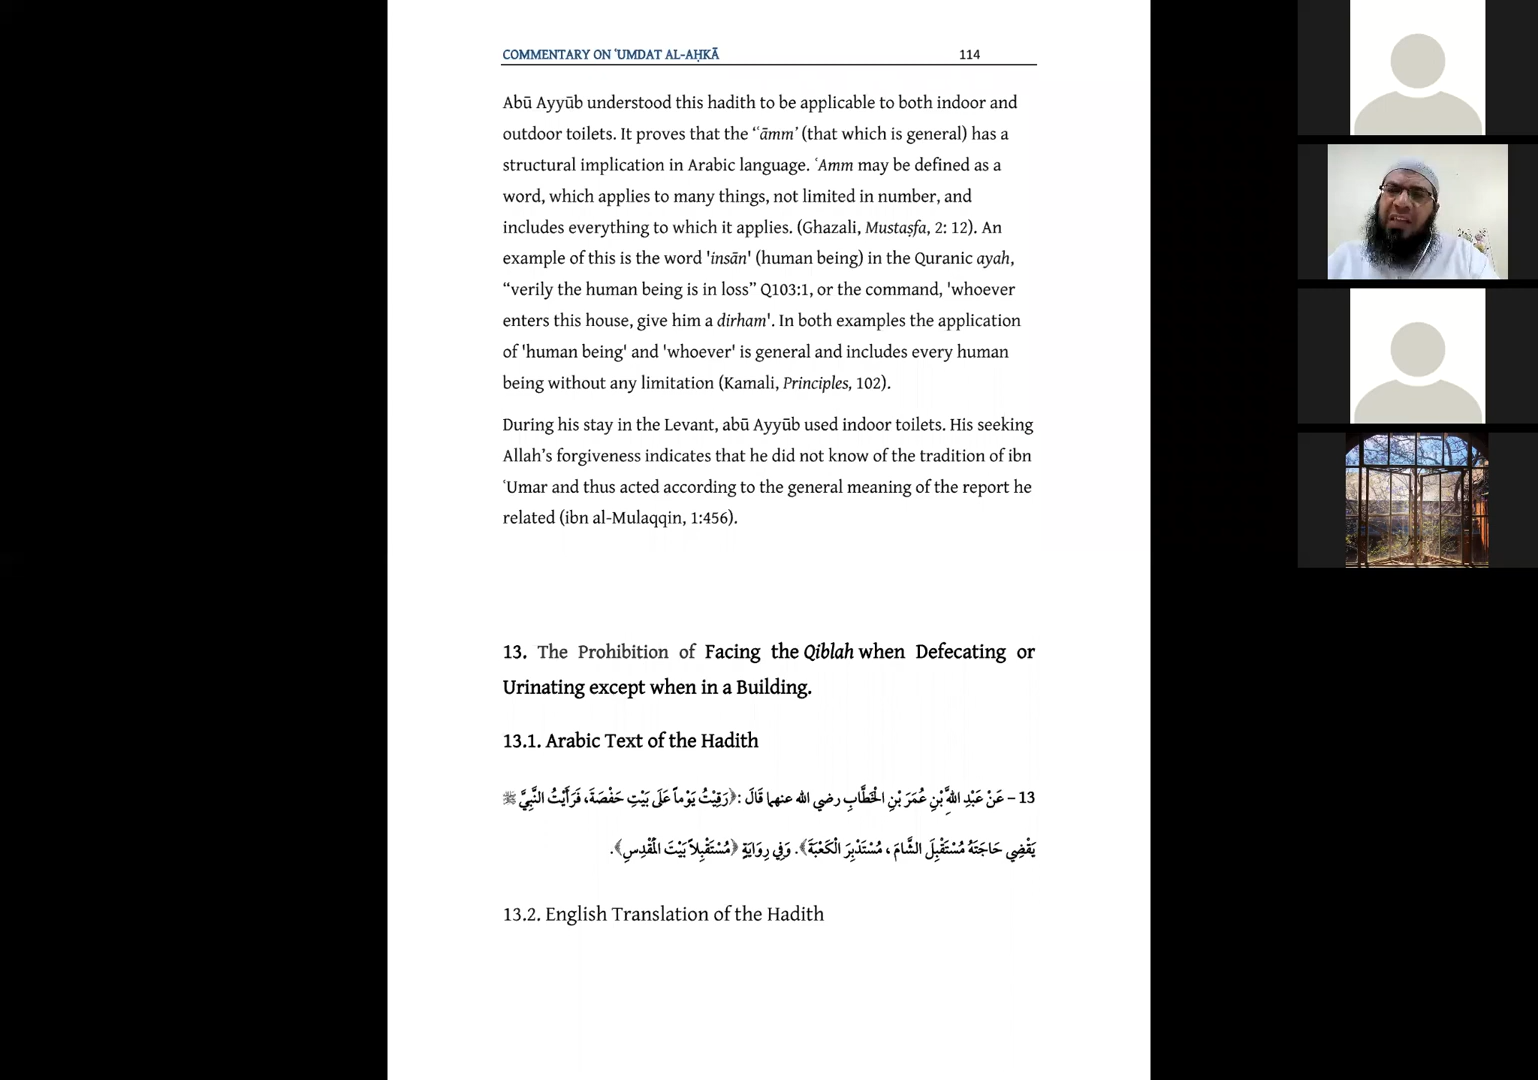 COMMENTARY ON ʿUMDAT AL-AḤKĀ 114
Abū Ayyūb understood this hadith to be applicable to both indoor and
outdoor toilets. It proves that the ‘ʿāmm’ (that which is general) has a
structural implication in Arabic language. ʿAmm may be defined as a
word, which applies to many things, not limited in number, and
includes everything to which it applies. (Ghazali, Mustaṣfa, 2: 12). An
example of this is the word 'insān' (human being) in the Quranic ayah,
“verily the human being is in loss” Q103:1, or the command, 'whoever
enters this house, give him a dirham'. In both examples the application
of 'human being' and 'whoever' is general and includes every human
being without any limitation (Kamali, Principles, 102).
During his stay in the Levant, abū Ayyūb used indoor toilets. His seeking
Allah’s forgiveness indicates that he did not know of the tradition of ibn
ʿUmar and thus acted according to the general meaning of the report he
related (ibn al-Mulaqqin, 1:456).
13. The Prohibition of Facing the Qiblah when Defecating or
Urinating except when in a Building.
13.1. Arabic Text of the Hadith
13 – عَنْ عَبْدِ اللَّهِ بْنِ عُمَرَ بْنِ الْخَطَّابِ رضي الله عنهما قَالَ :﴿رَقِيْتُ يَوْماً عَلَى بَيْتِ حَفْصَةَ، فَرَأَيْتُ النَّبِيَّ ﷺ
يَقْضِي حَاجَتَهُ مُسْتَقْبِلَ الشَّامَ ، مُسْتَدْبِرَ الْكَعْبَةَ﴾. وَفِي رِوَايَةٍ ﴿مُسْتَقْبِلاً بَيْتَ الْمَقْدِسِ﴾.
13.2. English Translation of the Hadith